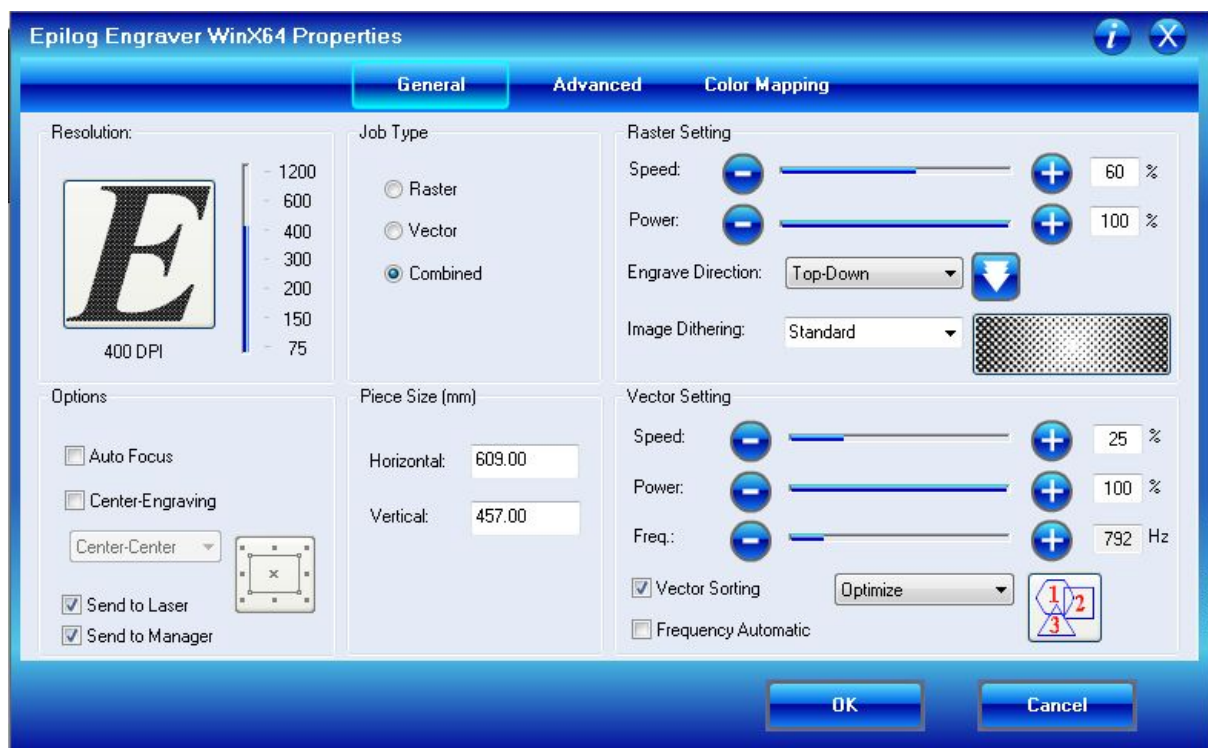 Epilog Engraver WinX64 Properties
i X
General Advanced Color Mapping
Resolution:
E
1200
600
400
300
200
150
75
400 DPI
Job Type
Raster
Vector
Combined
Raster Setting
Speed: 60 %
Power: 100 %
Engrave Direction: Top-Down
Image Dithering: Standard
Options
Auto Focus
Center-Engraving
Center-Center
Send to Laser
Send to Manager
Piece Size (mm)
Horizontal: 609.00
Vertical: 457.00
Vector Setting
Speed: 25 %
Power: 100 %
Freq.: 792 Hz
Vector Sorting Optimize
1 2
3
Frequency Automatic
OK Cancel